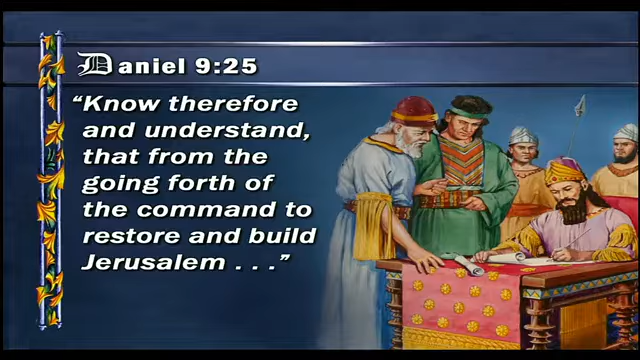 Daniel 9:25
“Know therefore
and understand,
that from the
going forth of
the command to
restore and build
Jerusalem . . .”